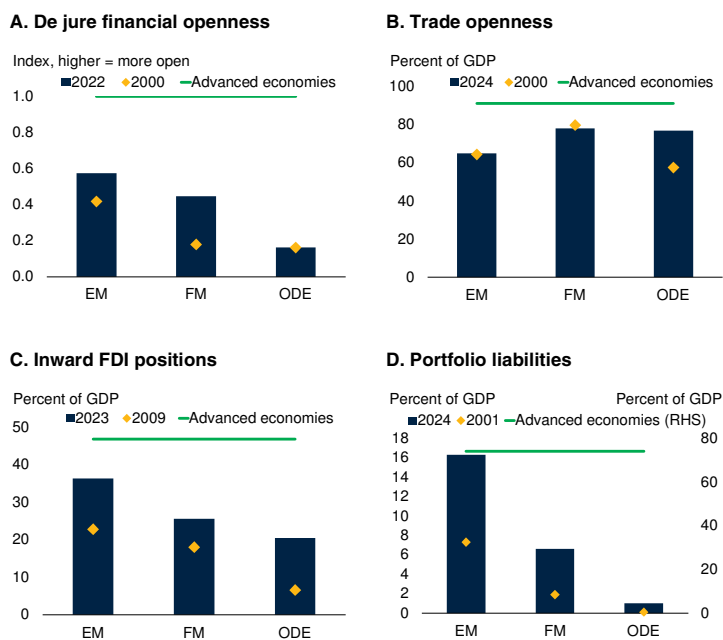 A. De jure financial openness
Index, higher = more open
2022 2000 Advanced economies
1.0
0.8
0.6
0.4
0.2
0.0
EM FM ODE
B. Trade openness
Percent of GDP
2024 2000 Advanced economies
100
80
60
40
20
0
EM FM ODE
C. Inward FDI positions
Percent of GDP
2023 2009 Advanced economies
50
40
30
20
10
0
EM FM ODE
D. Portfolio liabilities
Percent of GDP Percent of GDP
2024 2001 Advanced economies (RHS)
18 80
16
14
12 60
10
8 40
6
4 20
2
0 0
EM FM ODE